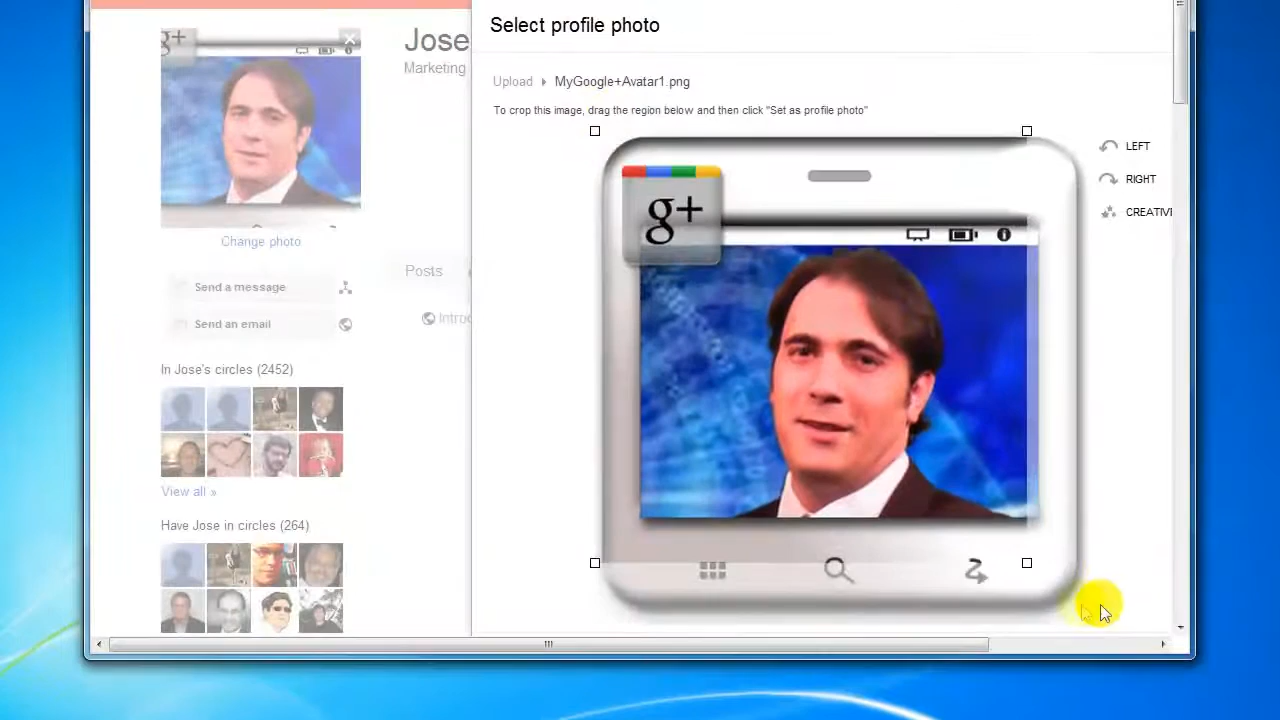 Select profile photo
Jose
Marketing
Upload
MyGoogle+Avatar1.png
To crop this image, drag the region below and then click "Set as profile photo"
LEFT
RIGHT
CREATIV
g+
g+
Change photo
Send a message
Send an email
Posts
Introd
In Jose's circles (2452)
View all »
Have Jose in circles (264)